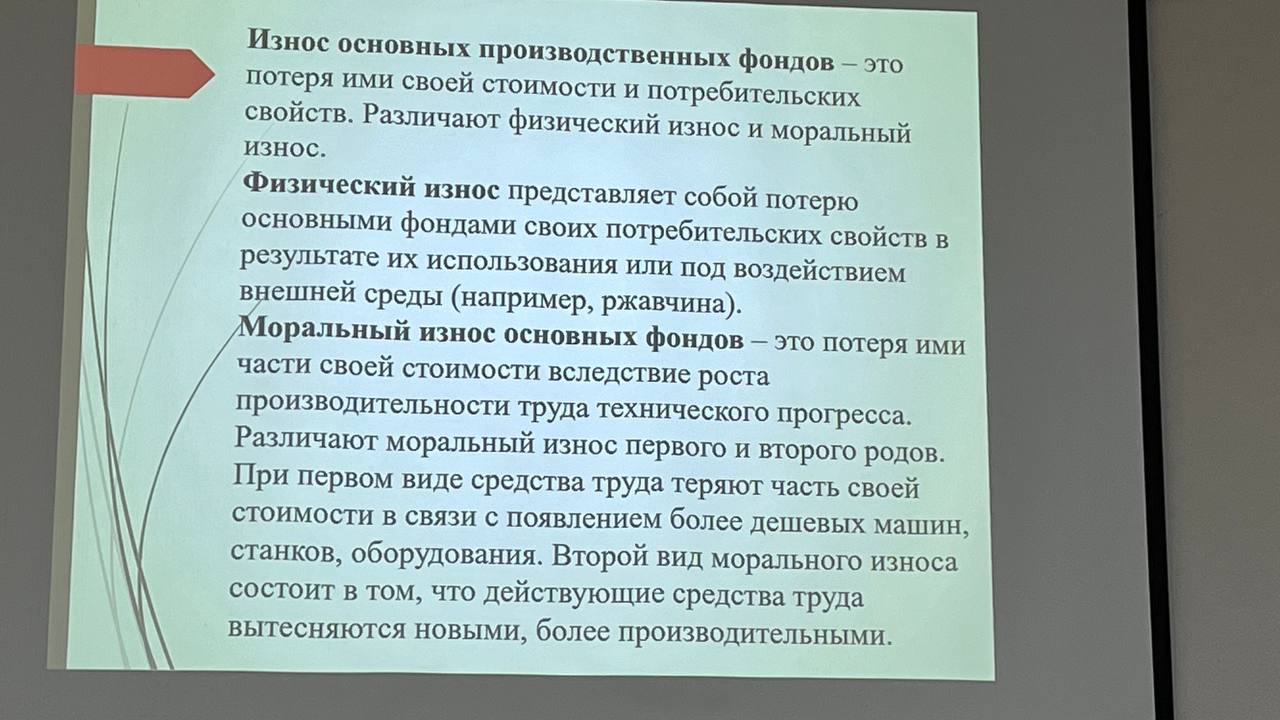 Износ основных производственных фондов – это
потеря ими своей стоимости и потребительских
свойств. Различают физический износ и моральный
износ.
Физический износ представляет собой потерю
основными фондами своих потребительских свойств в
результате их использования или под воздействием
внешней среды (например, ржавчина).
Моральный износ основных фондов – это потеря ими
части своей стоимости вследствие роста
производительности труда технического прогресса.
Различают моральный износ первого и второго родов.
При первом виде средства труда теряют часть своей
стоимости в связи с появлением более дешевых машин,
станков, оборудования. Второй вид морального износа
состоит в том, что действующие средства труда
вытесняются новыми, более производительными.